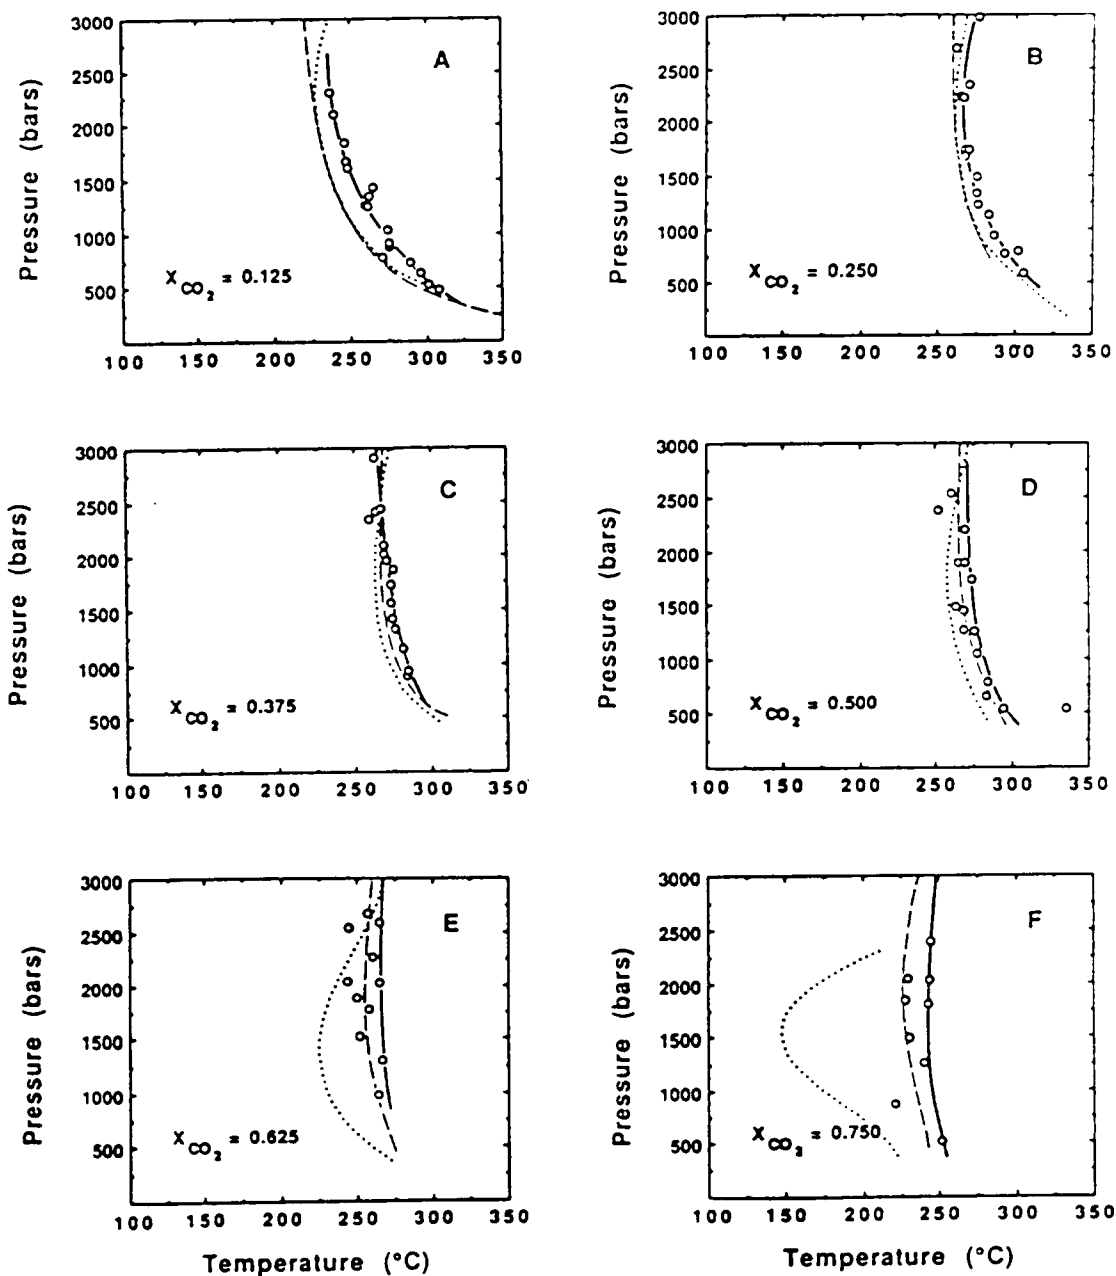 3000
2500
2000
1500
1000
500
Pressure (bars)
A
X CO2 = 0.125
100 150 200 250 300 350
3000
2500
2000
1500
1000
500
Pressure (bars)
B
X CO2 = 0.250
100 150 200 250 300 350
3000
2500
2000
1500
1000
500
Pressure (bars)
C
X CO2 = 0.375
100 150 200 250 300 350
3000
2500
2000
1500
1000
500
Pressure (bars)
D
X CO2 = 0.500
100 150 200 250 300 350
3000
2500
2000
1500
1000
500
Pressure (bars)
E
X CO2 = 0.625
100 150 200 250 300 350
Temperature (°C)
3000
2500
2000
1500
1000
500
Pressure (bars)
F
X CO2 = 0.750
100 150 200 250 300 350
Temperature (°C)